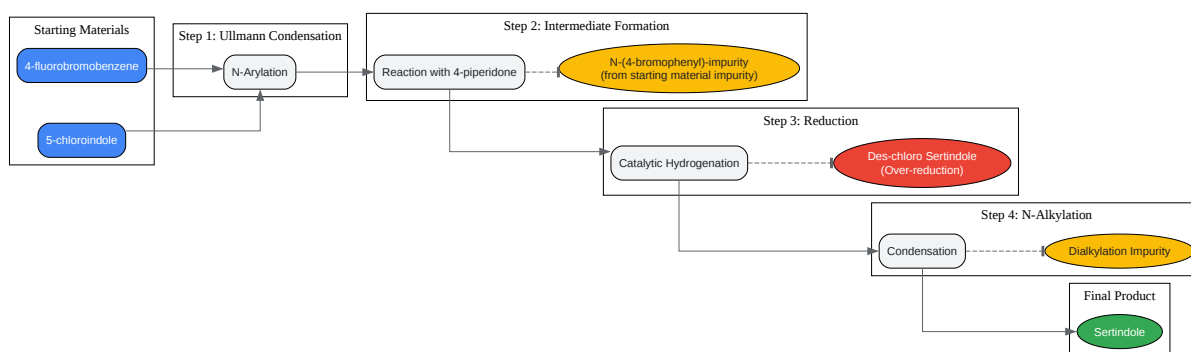 Starting Materials
4-fluorobromobenzene
5-chloroindole
Step 1: Ullmann Condensation
N-Arylation
Step 2: Intermediate Formation
Reaction with 4-piperidone
N-(4-bromophenyl)-impurity
(from starting material impurity)
Step 3: Reduction
Catalytic Hydrogenation
Des-chloro Sertindole
(Over-reduction)
Step 4: N-Alkylation
Condensation
Dialkylation Impurity
Final Product
Sertindole